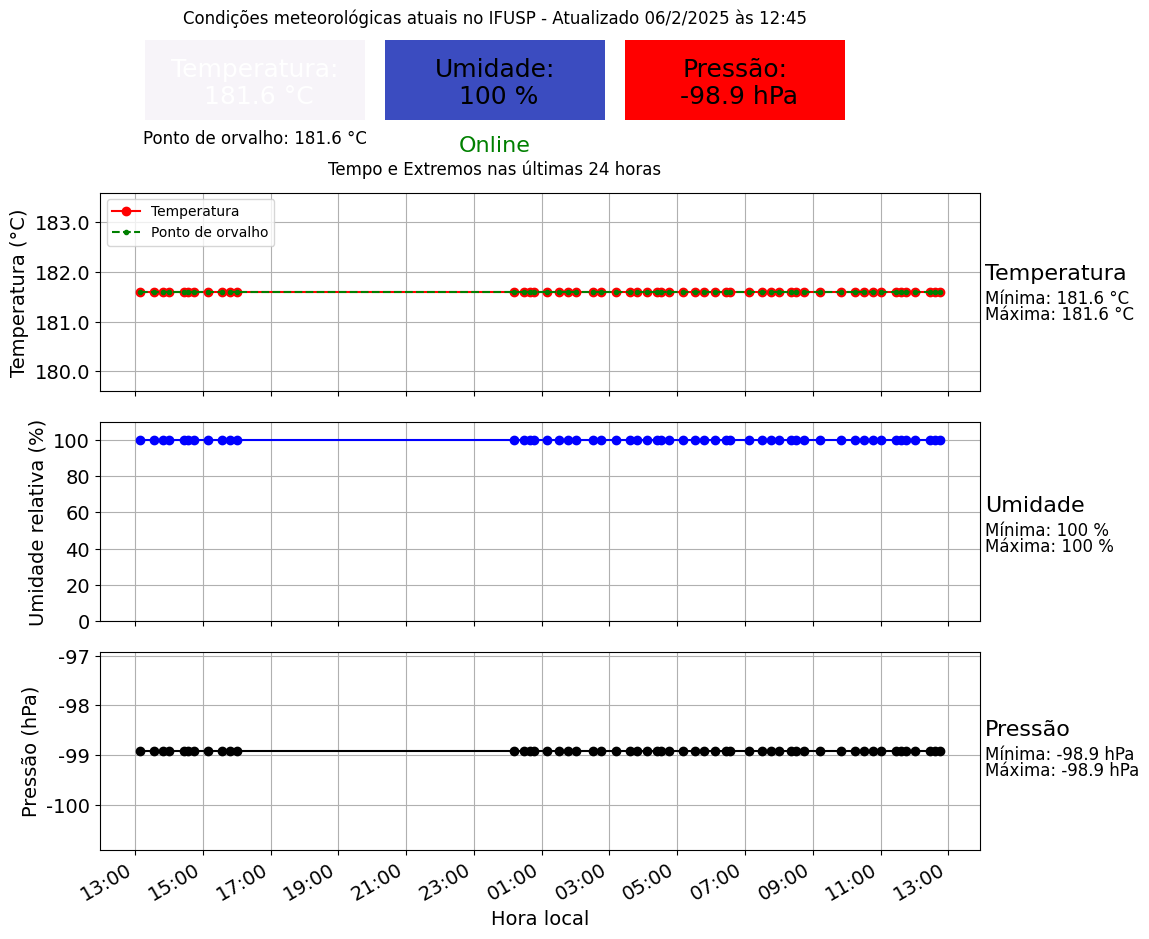 Condições meteorológicas atuais no IFUSP - Atualizado 06/2/2025 às 12:45
Temperatura:
181.6 °C
Umidade:
100 %
Pressão:
-98.9 hPa
Ponto de orvalho: 181.6 °C
Online
Tempo e Extremos nas últimas 24 horas
Temperatura (°C)
183.0
182.0
181.0
180.0
Temperatura
Ponto de orvalho
Temperatura
Mínima: 181.6 °C
Máxima: 181.6 °C
Umidade relativa (%)
100
80
60
40
20
0
Umidade
Mínima: 100 %
Máxima: 100 %
Pressão (hPa)
-97
-98
-99
-100
Pressão
Mínima: -98.9 hPa
Máxima: -98.9 hPa
13:00
15:00
17:00
19:00
21:00
23:00
01:00
03:00
05:00
07:00
09:00
11:00
13:00
Hora local